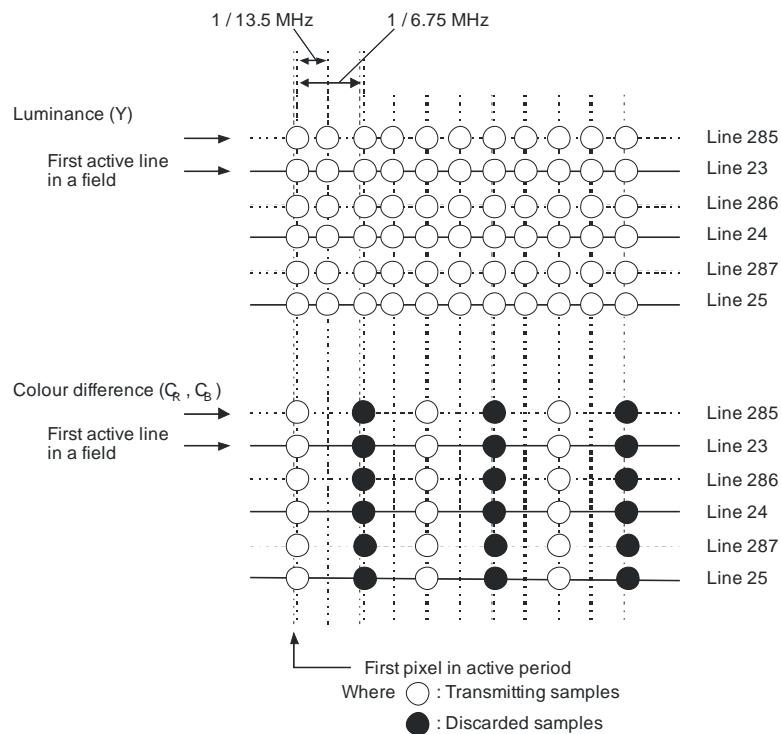 1 / 13.5 MHz
1 / 6.75 MHz
Luminance (Y)
First active line
in a field
Line 285
Line 23
Line 286
Line 24
Line 287
Line 25
Colour difference (CR , CB)
First active line
in a field
Line 285
Line 23
Line 286
Line 24
Line 287
Line 25
First pixel in active period
Where : Transmitting samples
: Discarded samples